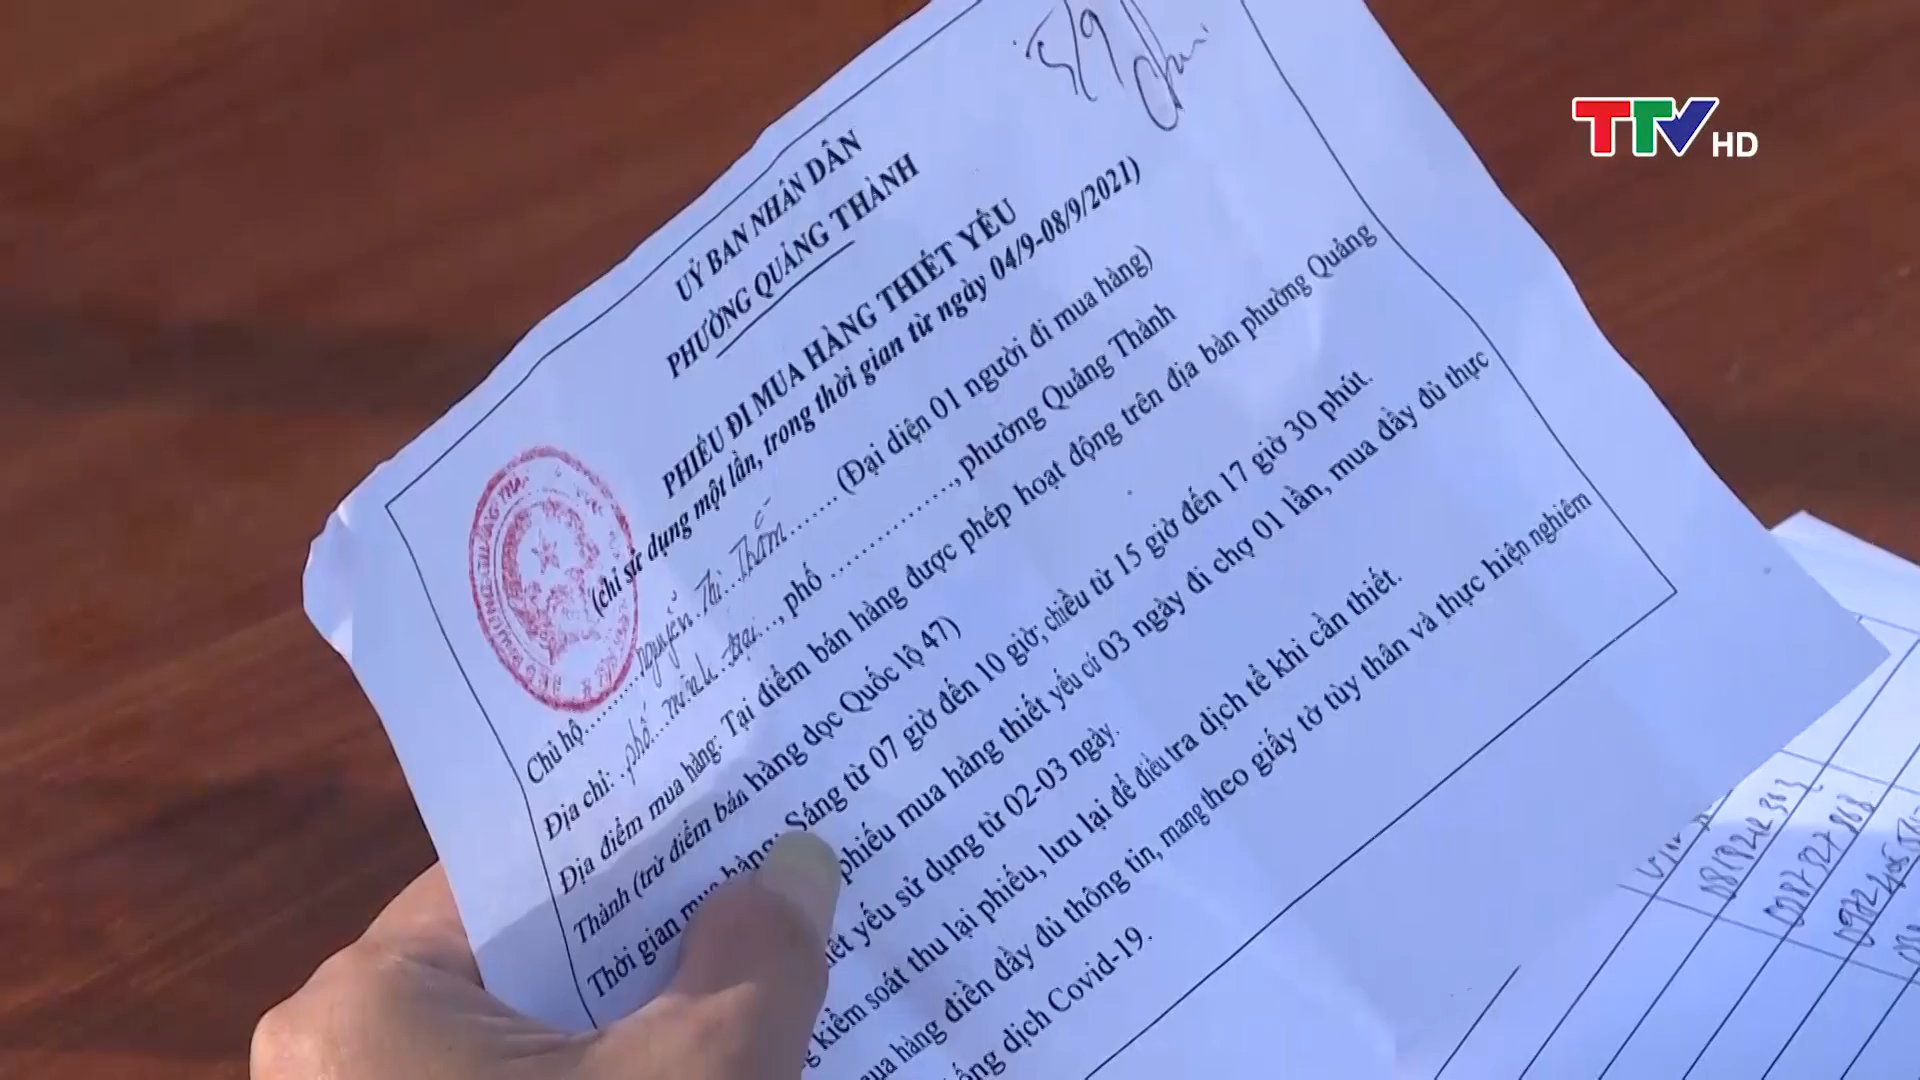 TTV HD
5/9
UỶ BAN NHÂN DÂN
PHƯỜNG QUẢNG THÀNH
PHIẾU ĐI MUA HÀNG THIẾT YẾU
(chỉ sử dụng một lần, trong thời gian từ ngày 04/9-08/9/2021)
Chủ hộ.........Nguyễn..Thị..Thắm....... (Đại diện 01 người đi mua hàng)
Địa chỉ: ..phố...minh..trại...., phố ................, phường Quảng Thành
Địa điểm mua hàng: Tại điểm bán hàng được phép hoạt động trên địa bàn phường Quảng
Thành (trừ điểm bán hàng dọc Quốc lộ 47)
Thời gian mua hàng: Sáng từ 07 giờ đến 10 giờ; chiều từ 15 giờ đến 17 giờ 30 phút.
phiếu mua hàng thiết yếu cứ 03 ngày đi chợ 01 lần, mua đầy đủ thực
yếu sử dụng từ 02-03 ngày.
kiểm soát thu lại phiếu, lưu lại để điều tra dịch tễ khi cần thiết.
hàng điền đầy đủ thông tin, mang theo giấy tờ tùy thân và thực hiện nghiêm
dịch Covid-19.